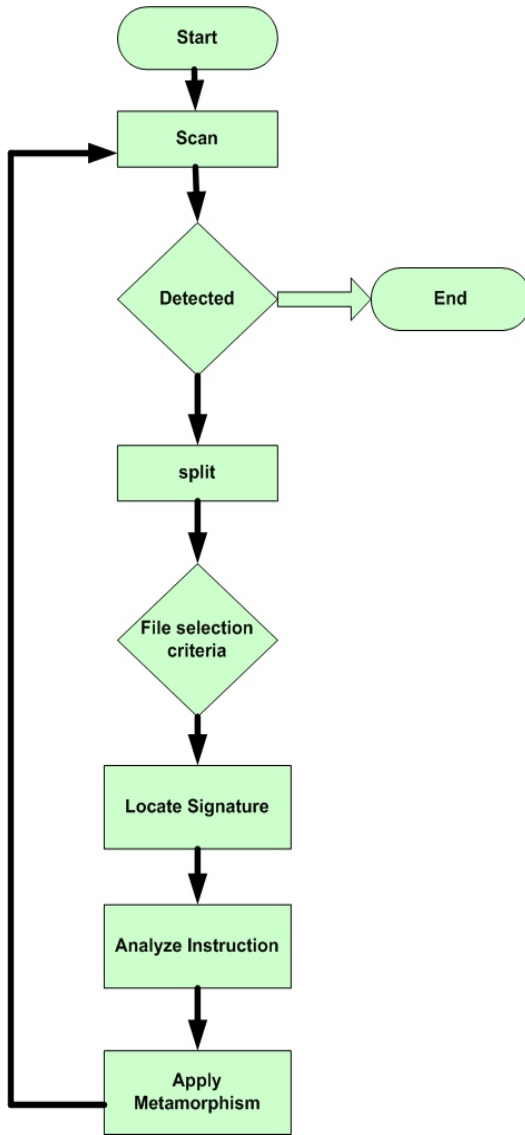 Start
Scan
Detected
End
split
File selection
criteria
Locate Signature
Analyze Instruction
Apply
Metamorphism